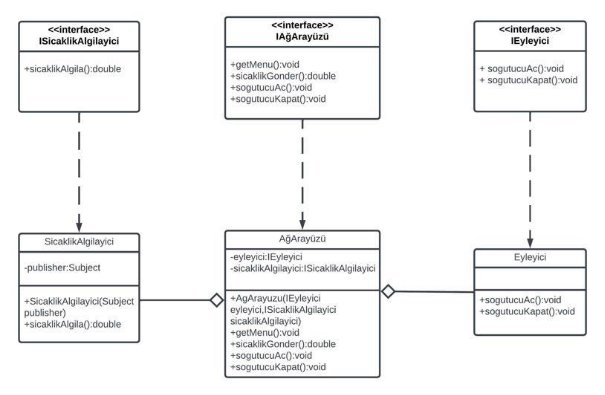 <<interface>>
ISicaklikAlgilayici
+sicaklikAlgila():double
<<interface>>
IAğArayüzü
+getMenu():void
+sicaklikGonder():double
+sogutucuAc():void
+sogutucuKapat():void
<<interface>>
IEyleyici
+ sogutucuAc():void
+ sogutucuKapat():void
SicaklikAlgilayici
-publisher:Subject
+SicaklikAlgilayici(Subject
publisher)
+sicaklikAlgila():double
AğArayüzü
-eyleyici:IEyleyici
-sicaklikAlgilayici:ISicaklikAlgilayici
+AgArayuzu(IEyleyici
eyleyici,ISicaklikAlgilayici
sicaklikAlgilayici)
+getMenu():void
+sicaklikGonder():double
+sogutucuAc():void
+sogutucuKapat():void
Eyleyici
+sogutucuAc():void
+sogutucuKapat():void